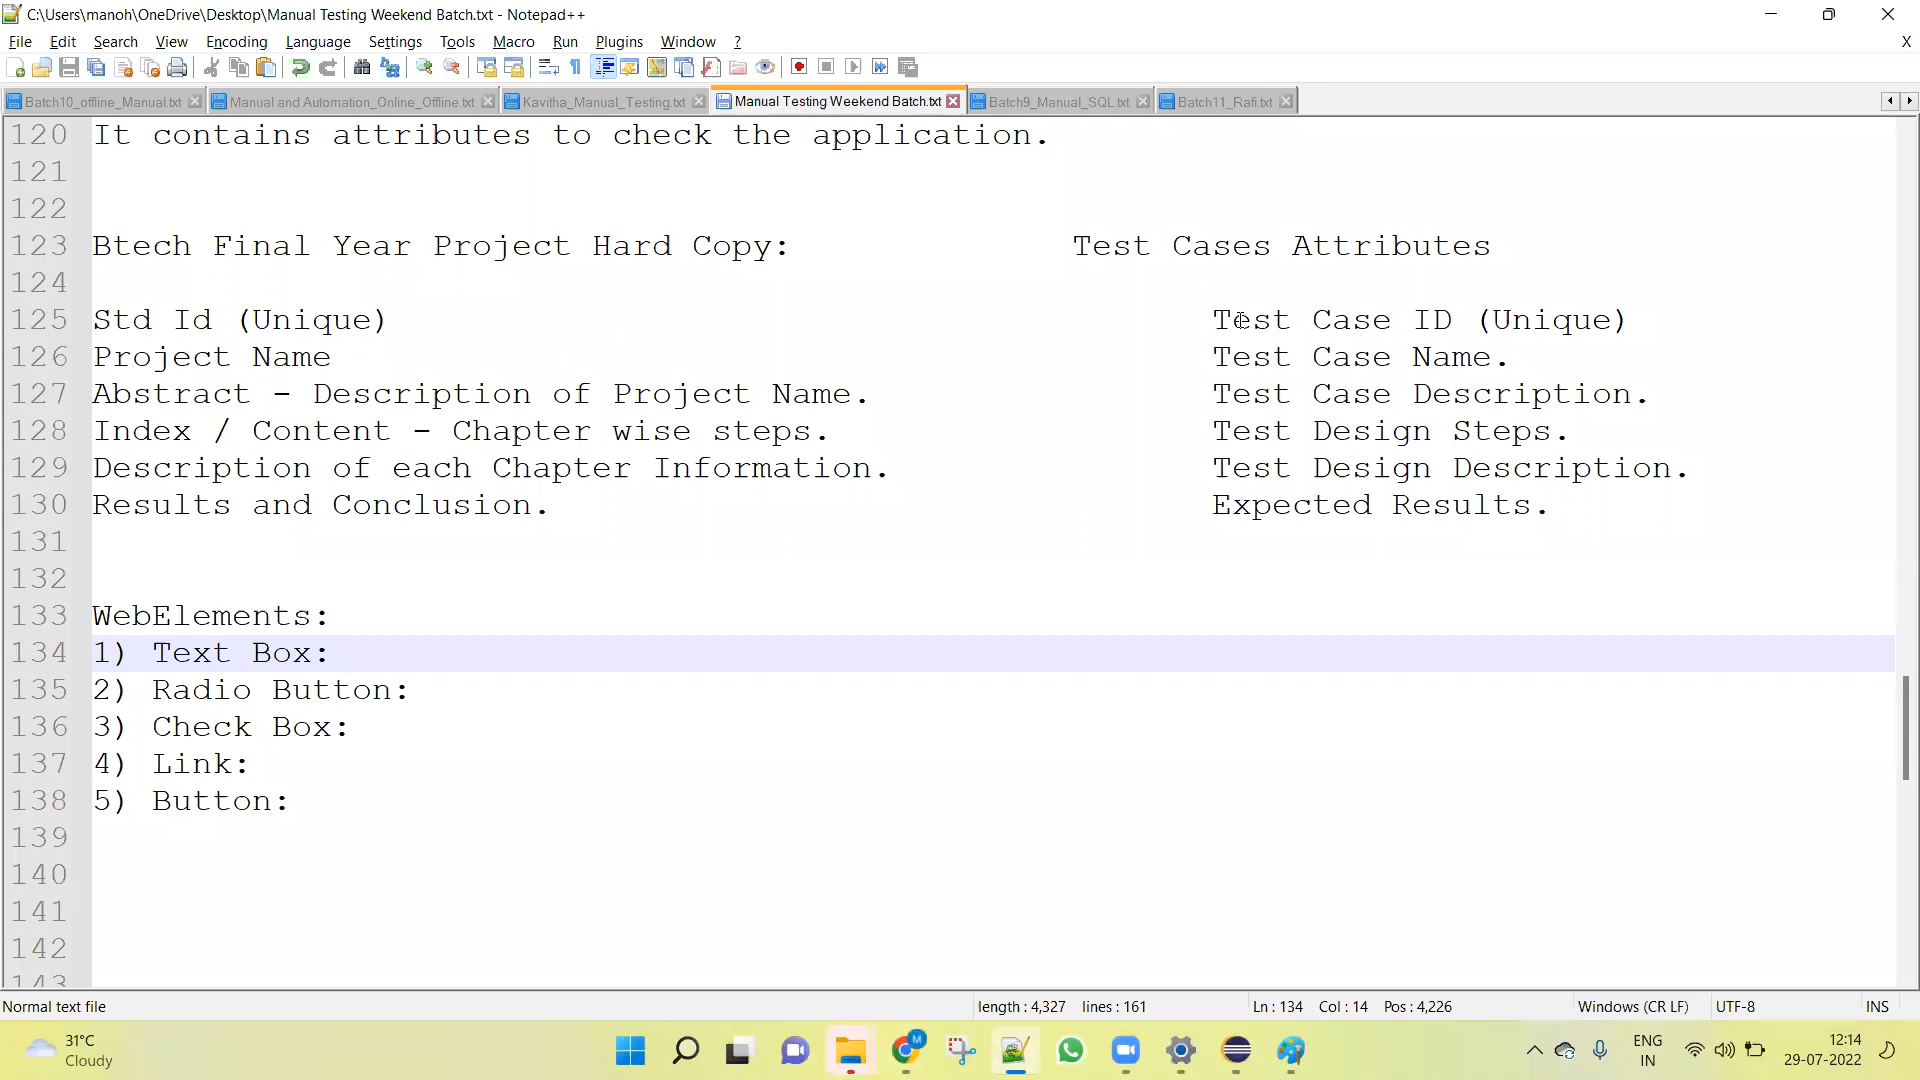 C:\Users\manoh\OneDrive\Desktop\Manual Testing Weekend Batch.txt - Notepad++
File Edit Search View Encoding Language Settings Tools Macro Run Plugins Window ? X
Batch10_offline_Manual.txt Manual and Automation_Online_Offline.txt Kavitha_Manual_Testing.txt Manual Testing Weekend Batch.txt Batch9_Manual_SQL.txt Batch11_Rafi.txt
120 It contains attributes to check the application.
121
122
123 Btech Final Year Project Hard Copy: Test Cases Attributes
124
125 Std Id (Unique) Test Case ID (Unique)
126 Project Name Test Case Name.
127 Abstract - Description of Project Name. Test Case Description.
128 Index / Content - Chapter wise steps. Test Design Steps.
129 Description of each Chapter Information. Test Design Description.
130 Results and Conclusion. Expected Results.
131
132
133 WebElements:
134 1) Text Box:
135 2) Radio Button:
136 3) Check Box:
137 4) Link:
138 5) Button:
139
140
141
142
143
Normal text file length : 4,327 lines : 161 Ln : 134 Col : 14 Pos : 4,226 Windows (CR LF) UTF-8 INS
31°C
Cloudy
ENG
IN
12:14
29-07-2022